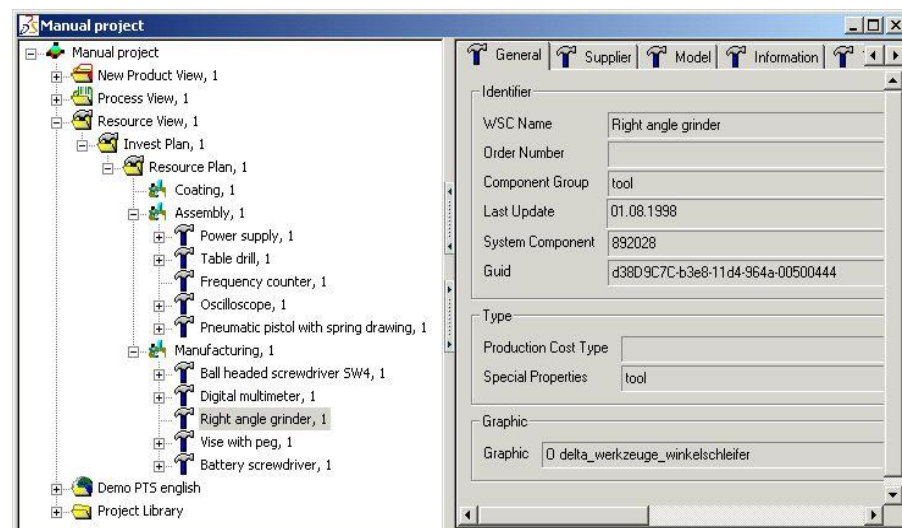 Manual project
Manual project
New Product View, 1
Process View, 1
Resource View, 1
Invest Plan, 1
Resource Plan, 1
Coating, 1
Assembly, 1
Power supply, 1
Table drill, 1
Frequency counter, 1
Oscilloscope, 1
Pneumatic pistol with spring drawing, 1
Manufacturing, 1
Ball headed screwdriver SW4, 1
Digital multimeter, 1
Right angle grinder, 1
Vise with peg, 1
Battery screwdriver, 1
Demo PTS english
Project Library
General Supplier Model Information
Identifier
WSC Name Right angle grinder
Order Number
Component Group tool
Last Update 01.08.1998
System Component 892028
Guid d38D9C7C-b3e8-11d4-964a-00500444
Type
Production Cost Type
Special Properties tool
Graphic
Graphic O delta_werkzeuge_winkelschleifer